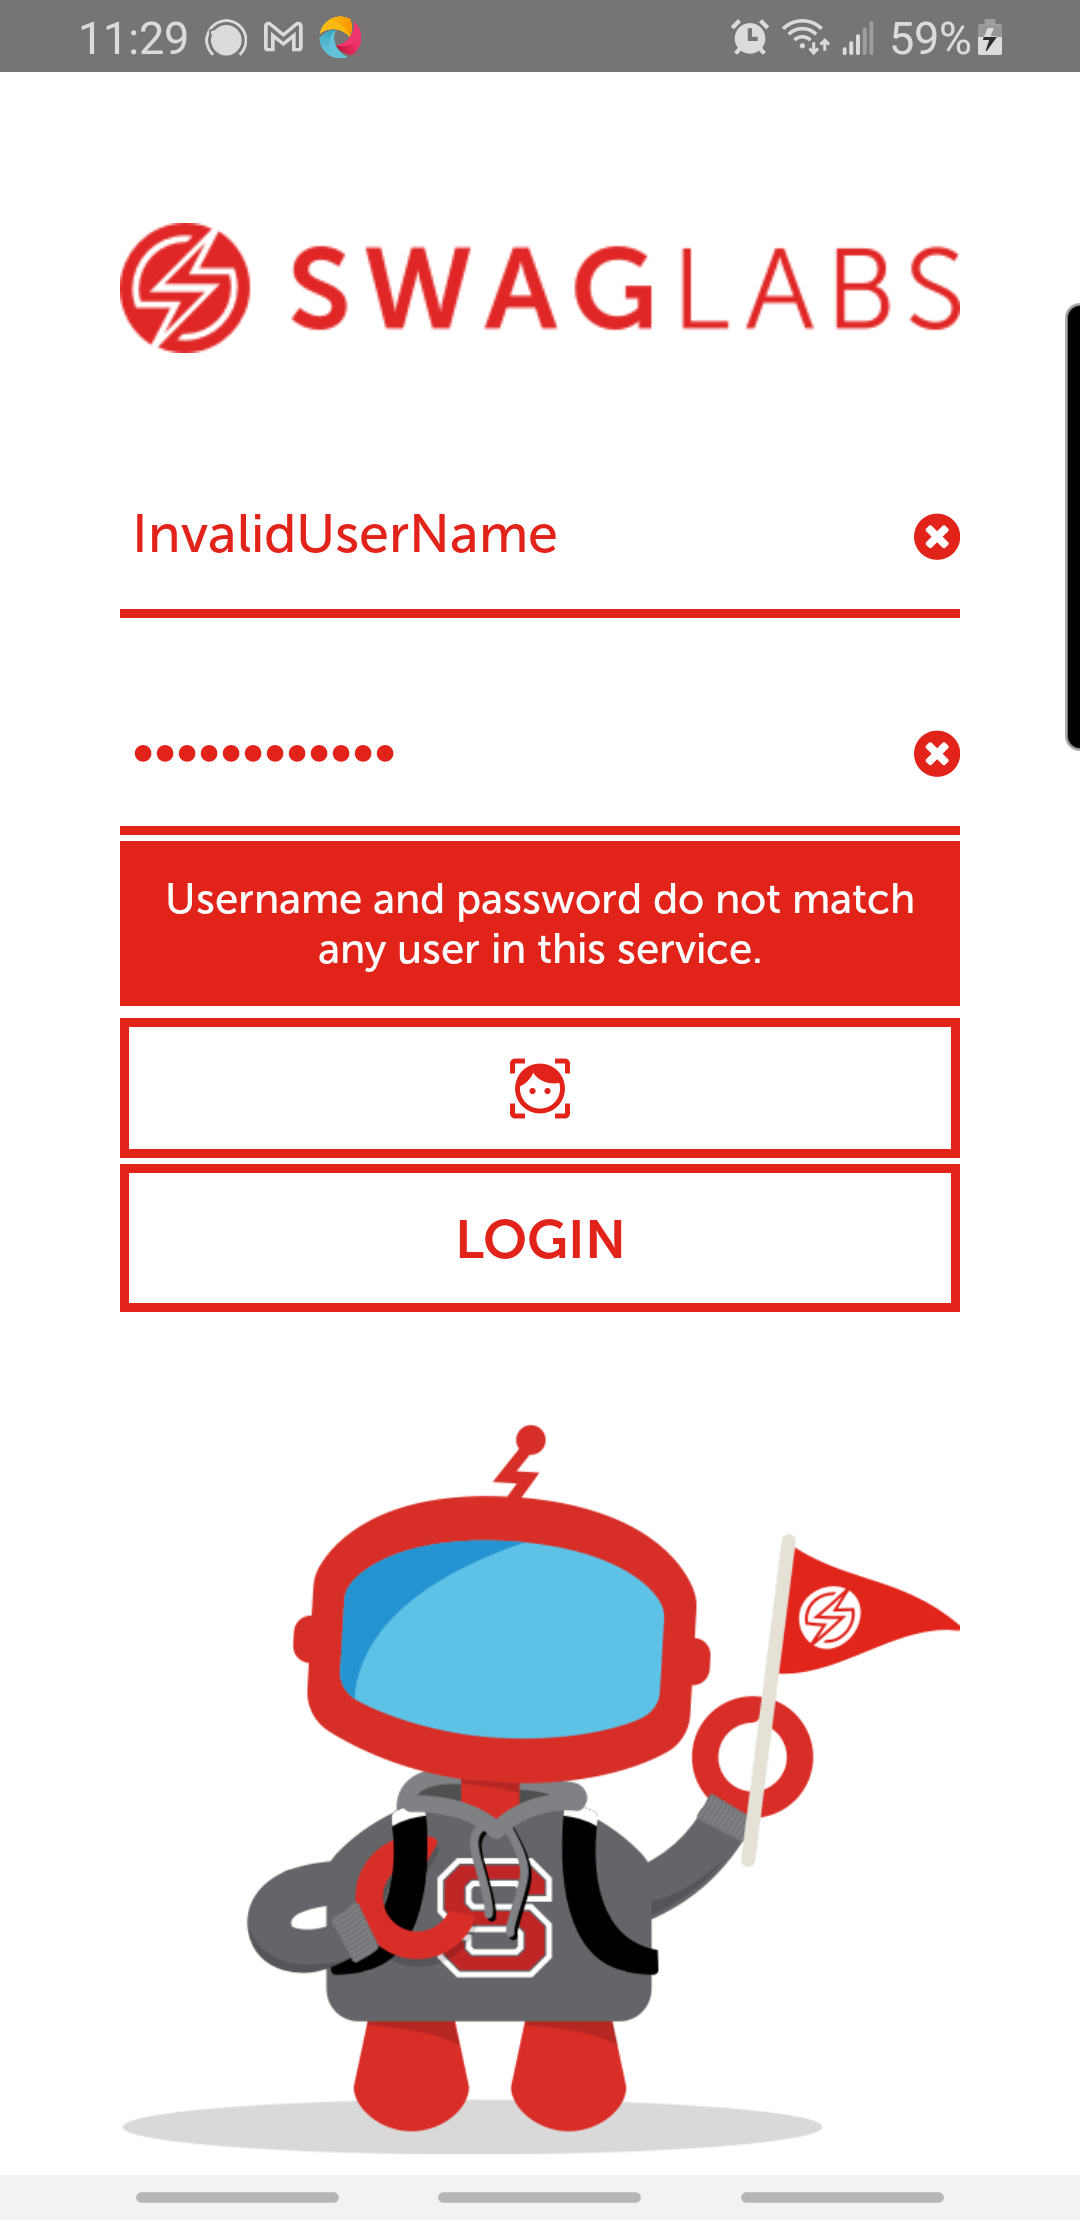 11:29 59%
SWAGLABS
InvalidUserName
••••••••••••
Username and password do not match
any user in this service.
LOGIN
S